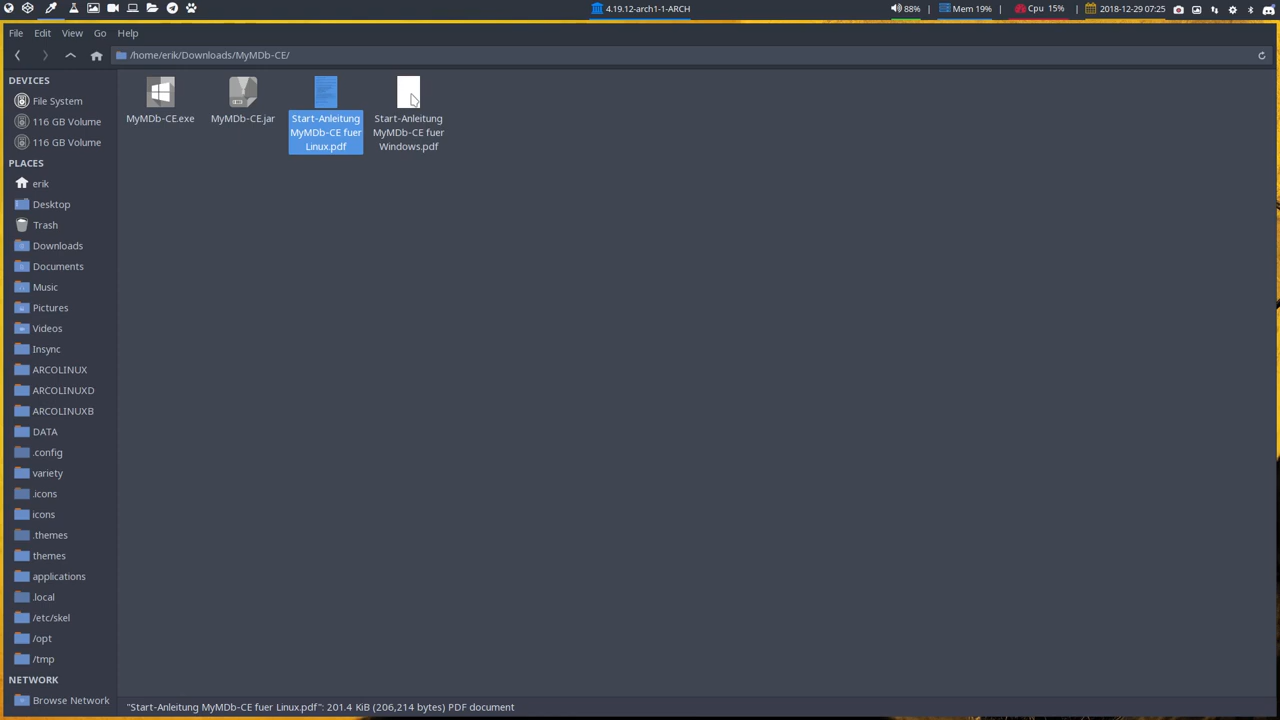 4.19.12-arch1-1-ARCH
88% | Mem 19% | Cpu 15% | 2018-12-29 07:25
File Edit View Go Help
/home/erik/Downloads/MyMDb-CE/
DEVICES
File System
116 GB Volume
116 GB Volume
PLACES
erik
Desktop
Trash
Downloads
Documents
Music
Pictures
Videos
Insync
ARCOLINUX
ARCOLINUXD
ARCOLINUXB
DATA
.config
variety
.icons
icons
.themes
themes
applications
.local
/etc/skel
/opt
/tmp
NETWORK
Browse Network
MyMDb-CE.exe
MyMDb-CE.jar
Start-Anleitung
MyMDb-CE fuer
Linux.pdf
Start-Anleitung
MyMDb-CE fuer
Windows.pdf
"Start-Anleitung MyMDb-CE fuer Linux.pdf": 201.4 KiB (206,214 bytes) PDF document